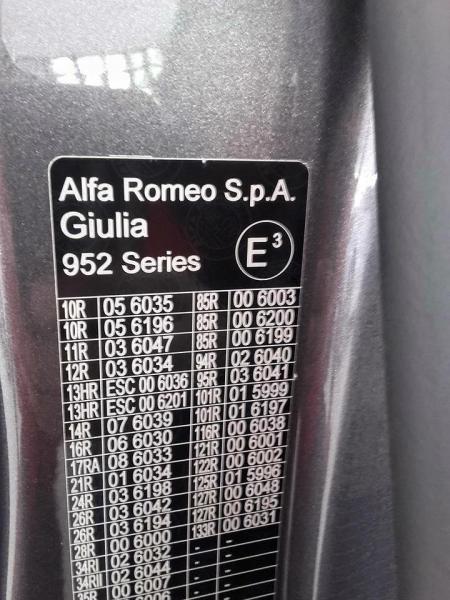 Alfa Romeo S.p.A.
Giulia
952 Series E3
10R 05 6035 85R 00 6003
10R 05 6196 85R 00 6200
11R 03 6047 85R 00 6199
12R 03 6034 94R 02 6040
13HR ESC 00 6036 95R 03 6041
13HR ESC 00 6201 101R 01 5999
14R 07 6039 101R 01 6197
16R 06 6030 116R 00 6038
17RA 08 6033 121R 00 6001
21R 01 6034 122R 00 6002
24R 03 6198 125R 01 5996
26R 03 6042 127R 00 6048
26R 03 6194 127R 00 6195
28R 00 6000 133R 00 6031
34RI 02 6032 - -
34RII 02 6044 - -
35R 00 6007 - -